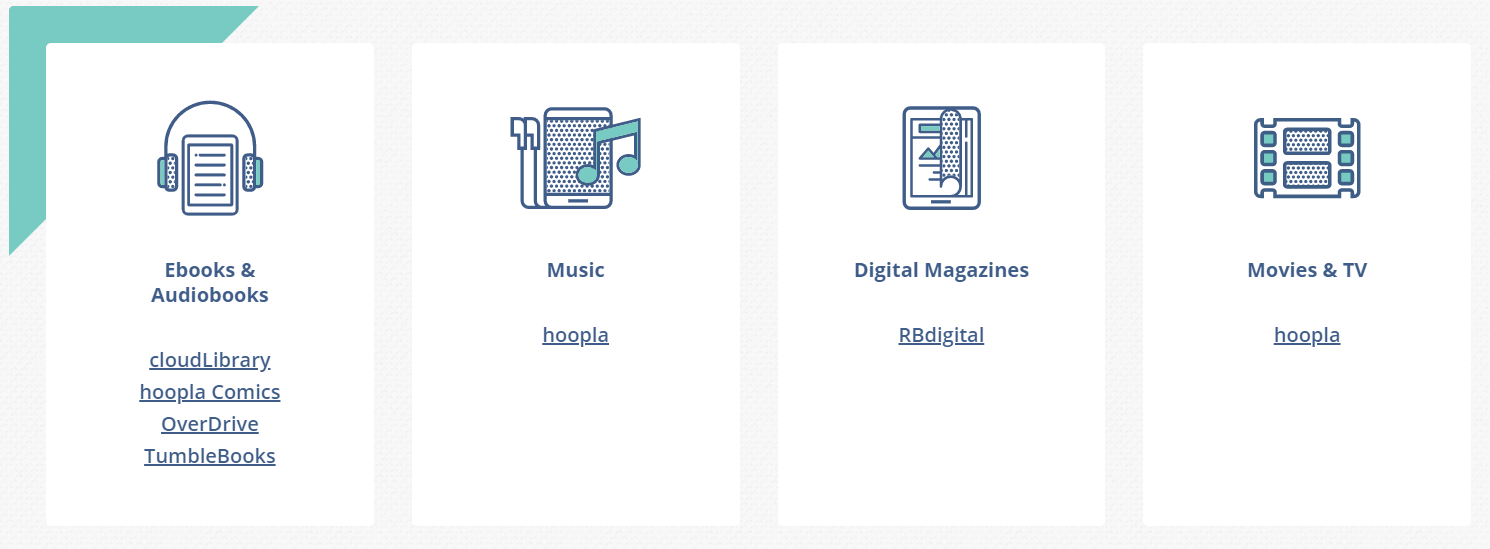 Ebooks &
Audiobooks
cloudLibrary
hoopla Comics
OverDrive
TumbleBooks
Music
hoopla
Digital Magazines
RBdigital
Movies & TV
hoopla